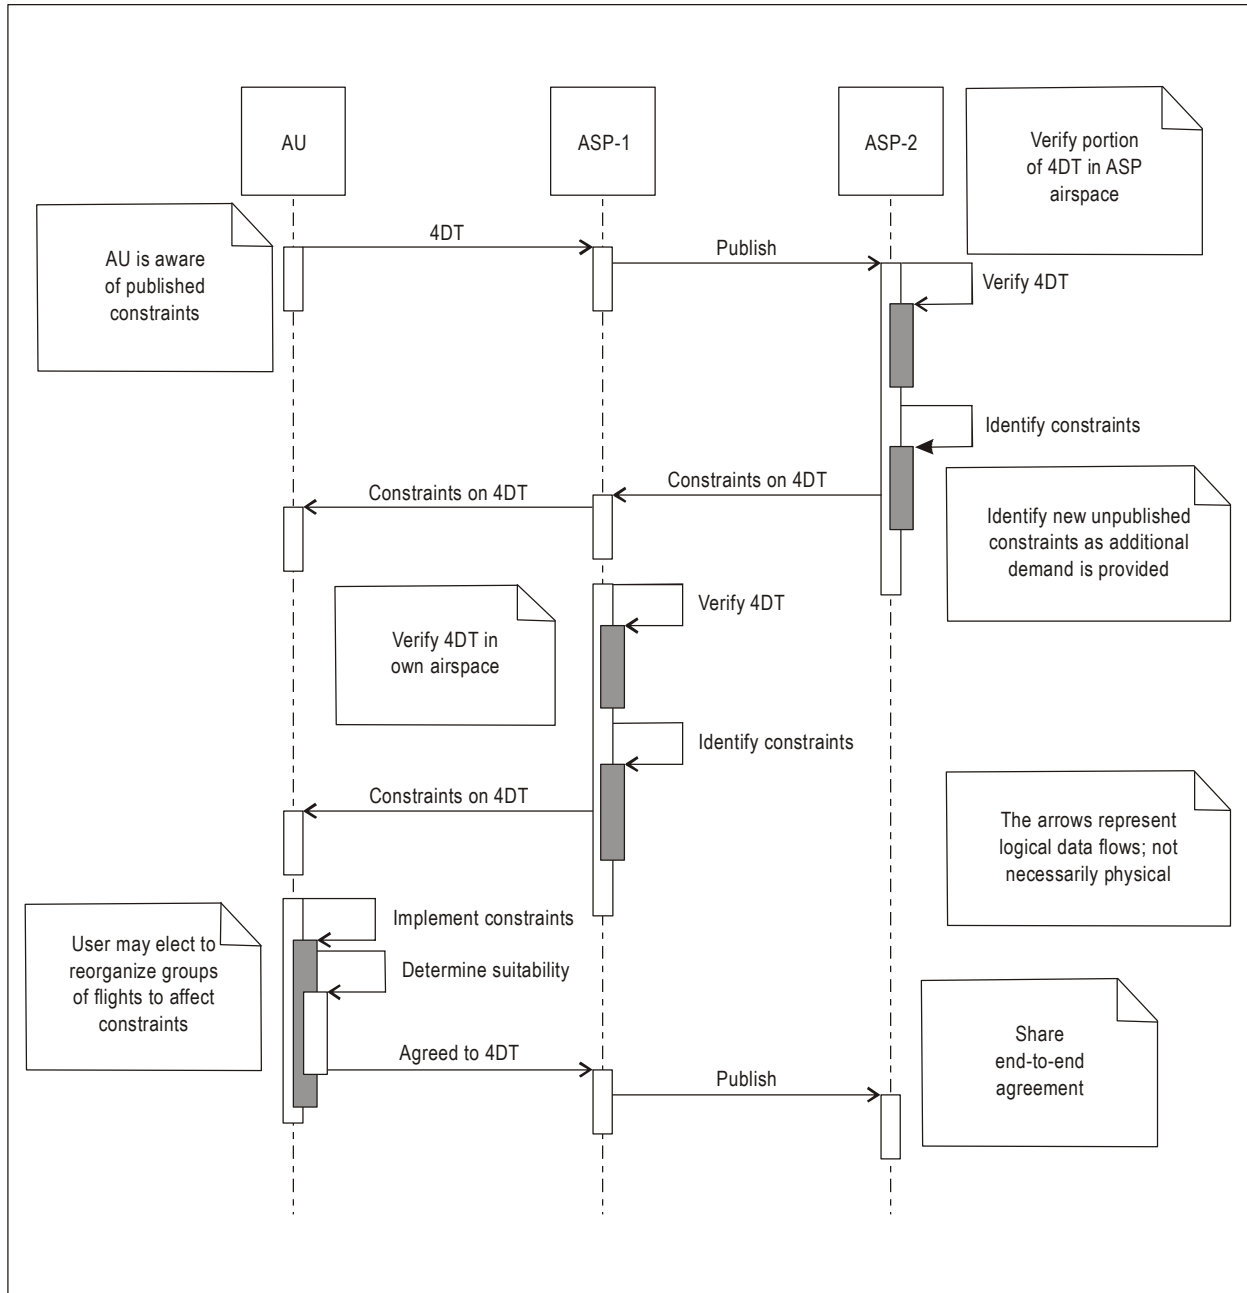 AU
ASP-1
ASP-2
Verify portion
of 4DT in ASP
airspace
AU is aware
of published
constraints
4DT
Publish
Verify 4DT
Identify constraints
Constraints on 4DT
Constraints on 4DT
Identify new unpublished
constraints as additional
demand is provided
Verify 4DT
Verify 4DT in
own airspace
Identify constraints
Constraints on 4DT
The arrows represent
logical data flows; not
necessarily physical
Implement constraints
User may elect to
reorganize groups
of flights to affect
constraints
Determine suitability
Agreed to 4DT
Publish
Share
end-to-end
agreement